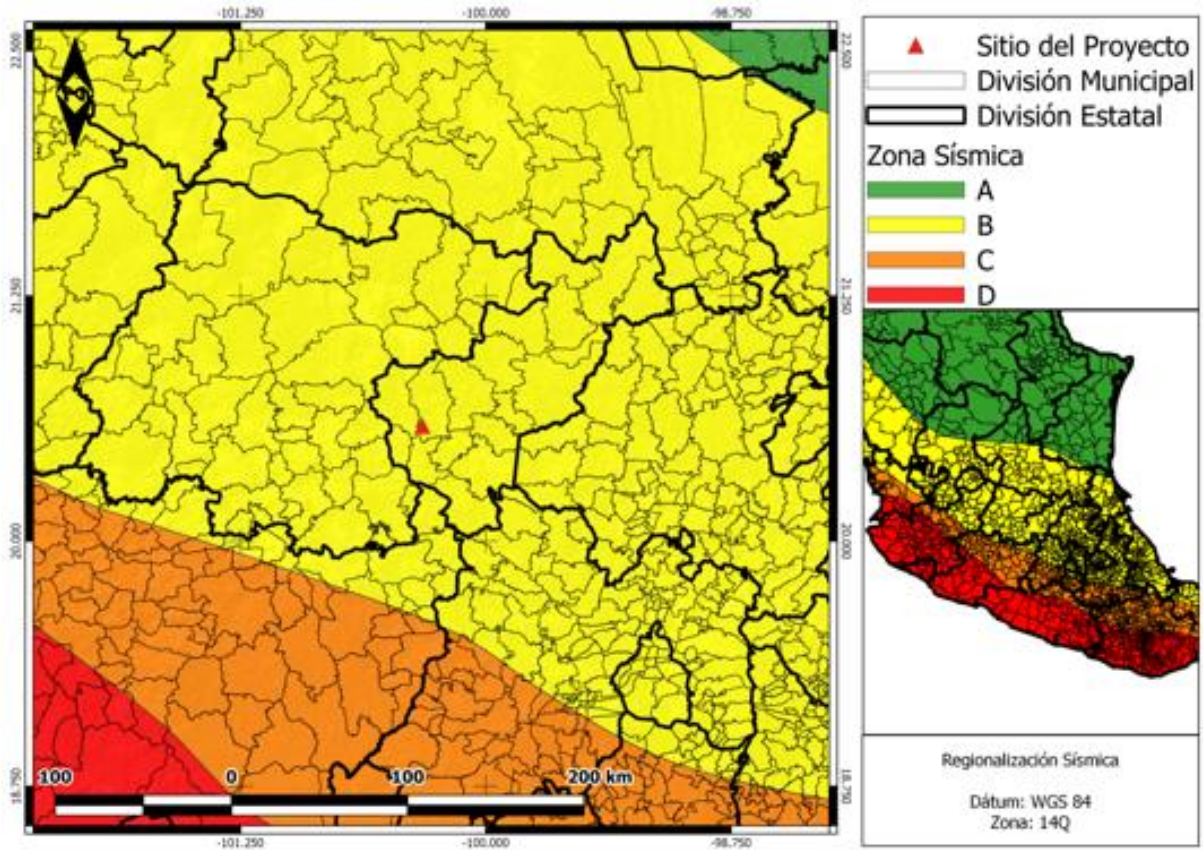 -101.250 -100.000 -98.750
22.500 22.500
21.250 21.250
20.000 20.000
18.750 18.750
100 0 100 200 km
-101.250 -100.000 -98.750
Sitio del Proyecto
División Municipal
División Estatal
Zona Sísmica
A
B
C
D
Regionalización Sísmica
Dátum: WGS 84
Zona: 14Q